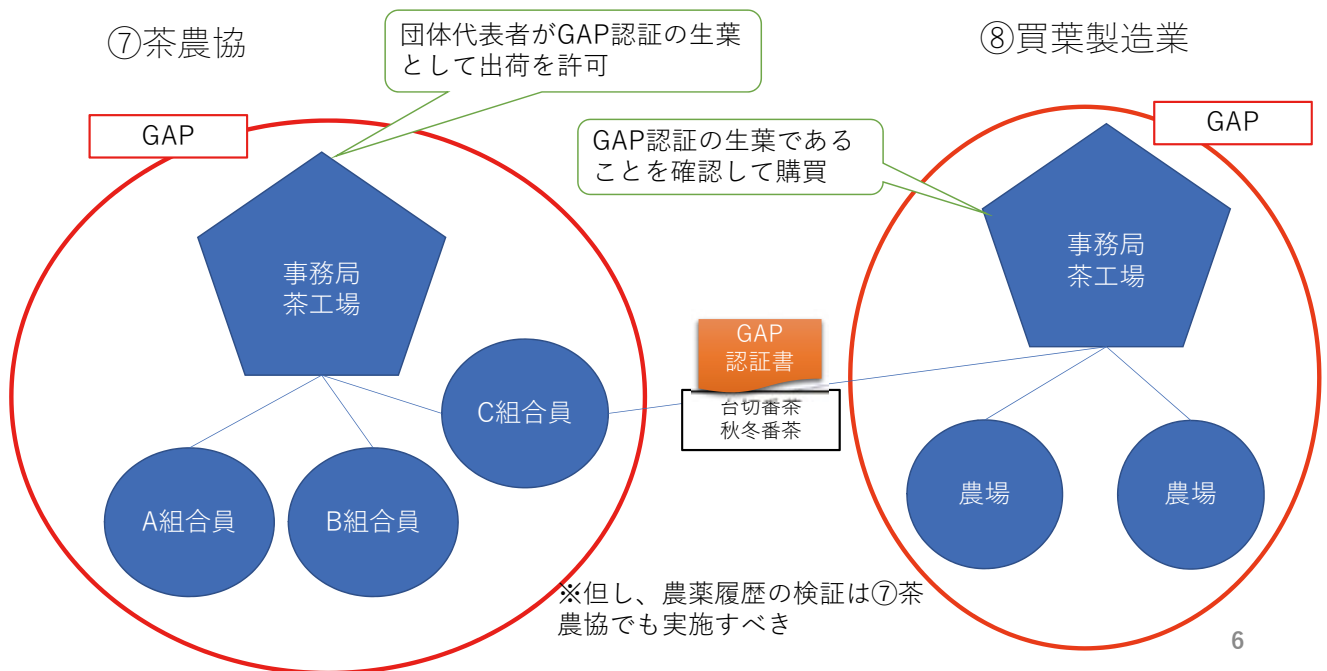 ⑦茶農協
団体代表者がGAP認証の生葉
として出荷を許可
GAP
事務局
茶工場
A組合員
B組合員
C組合員
GAP
認証書
台切番茶
秋冬番茶
⑧買葉製造業
GAP認証の生葉である
ことを確認して購買
GAP
事務局
茶工場
農場
農場
※但し、農薬履歴の検証は⑦茶
農協でも実施すべき
6